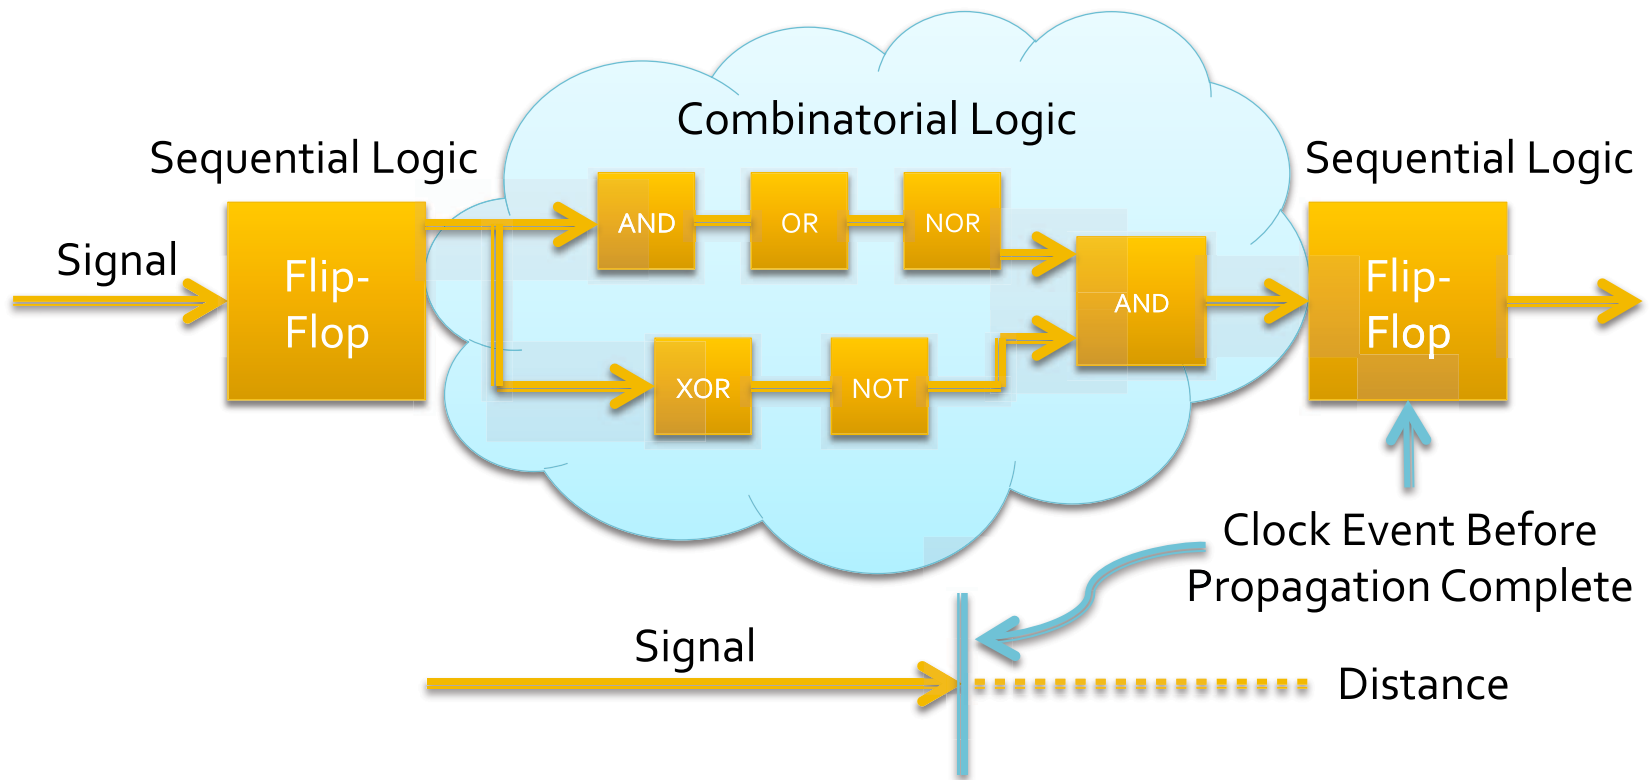 Combinatorial Logic
Sequential Logic
Sequential Logic
Signal
Flip-
Flop
AND
OR
NOR
AND
XOR
NOT
Flip-
Flop
Clock Event Before
Propagation Complete
Signal
Distance